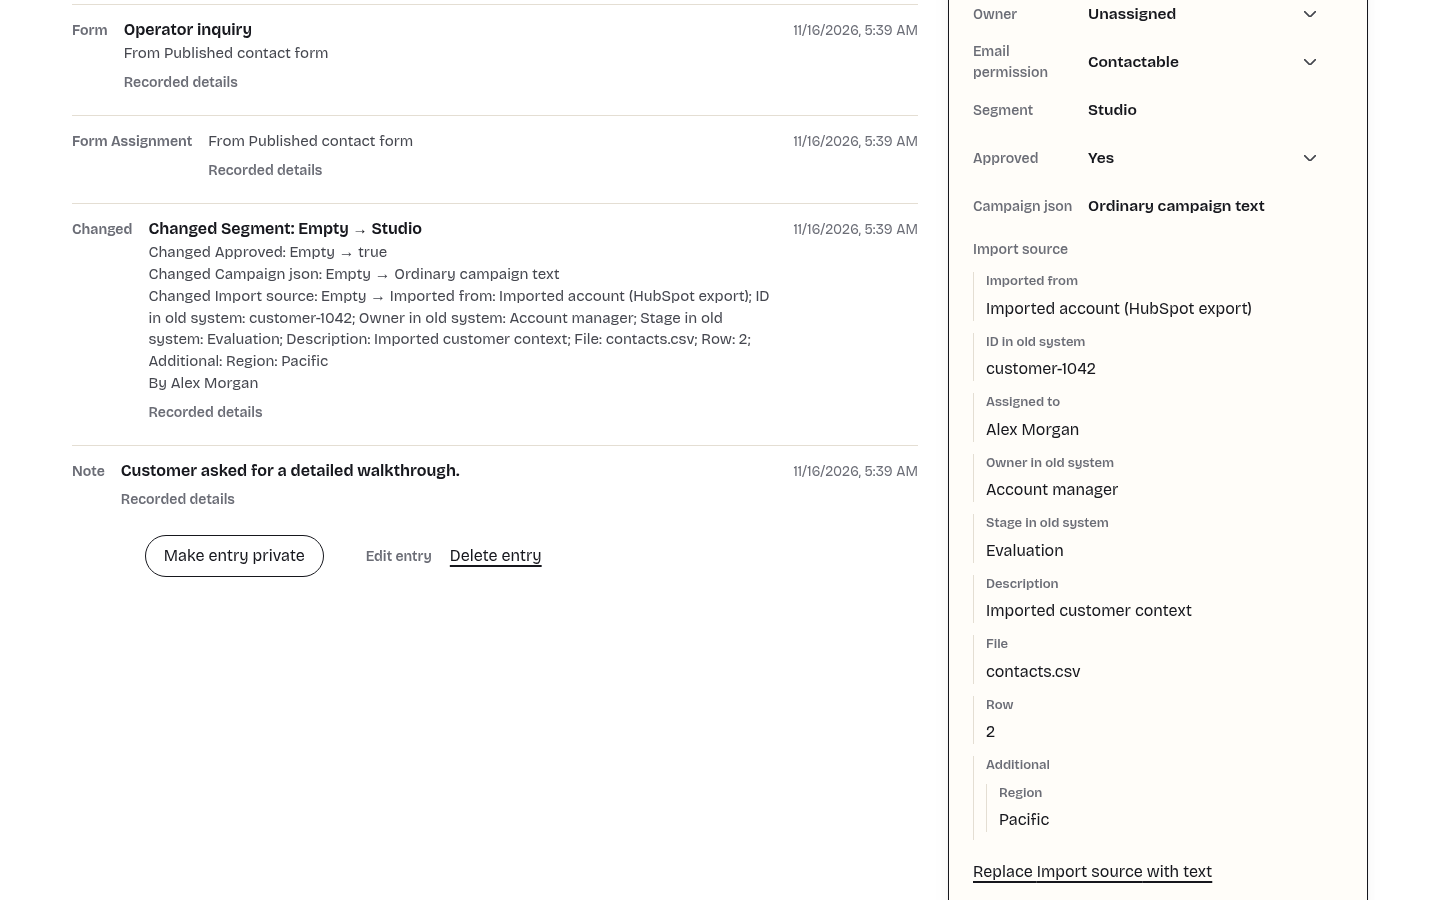 Form
Operator inquiry
11/16/2026, 5:39 AM
From Published contact form
Recorded details
Form Assignment
From Published contact form
11/16/2026, 5:39 AM
Recorded details
Changed
Changed Segment: Empty → Studio
11/16/2026, 5:39 AM
Changed Approved: Empty → true
Changed Campaign json: Empty → Ordinary campaign text
Changed Import source: Empty → Imported from: Imported account (HubSpot export); ID
in old system: customer-1042; Owner in old system: Account manager; Stage in old
system: Evaluation; Description: Imported customer context; File: contacts.csv; Row: 2;
Additional: Region: Pacific
By Alex Morgan
Recorded details
Note
Customer asked for a detailed walkthrough.
11/16/2026, 5:39 AM
Recorded details
Make entry private
Edit entry
Delete entry
Owner
Unassigned
Email
permission
Contactable
Segment
Studio
Approved
Yes
Campaign json
Ordinary campaign text
Import source
Imported from
Imported account (HubSpot export)
ID in old system
customer-1042
Assigned to
Alex Morgan
Owner in old system
Account manager
Stage in old system
Evaluation
Description
Imported customer context
File
contacts.csv
Row
2
Additional
Region
Pacific
Replace Import source with text